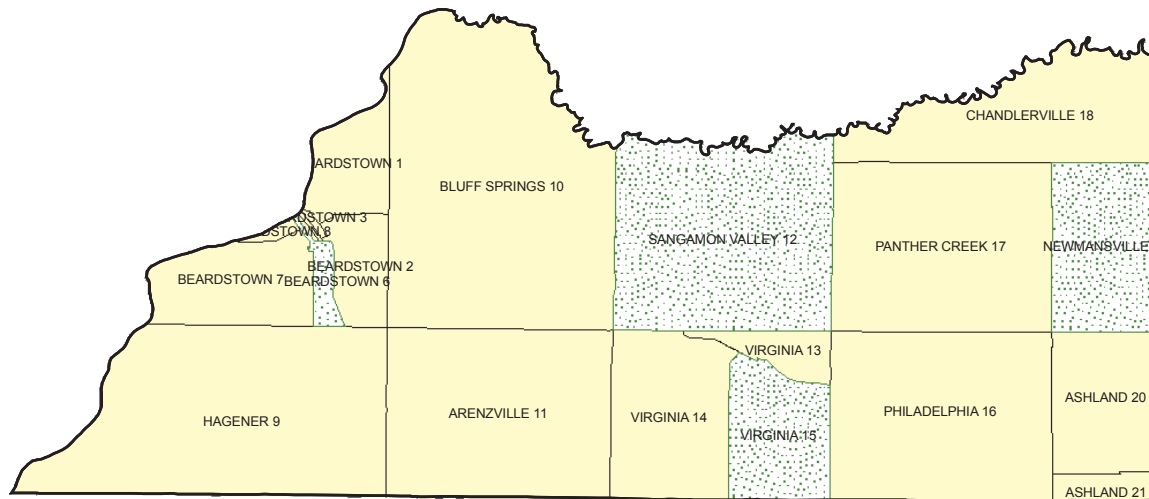 CHANDLERVILLE 18
ARDSTOWN 1
BLUFF SPRINGS 10
RDSTOWN 3
DSTOWN 8
SANGAMON VALLEY 12
PANTHER CREEK 17
NEWMANSVILLE
BEARDSTOWN 2
BEARDSTOWN 7
BEARDSTOWN 6
VIRGINIA 13
ASHLAND 20
HAGENER 9
ARENZVILLE 11
VIRGINIA 14
PHILADELPHIA 16
VIRGINIA 15
ASHLAND 21